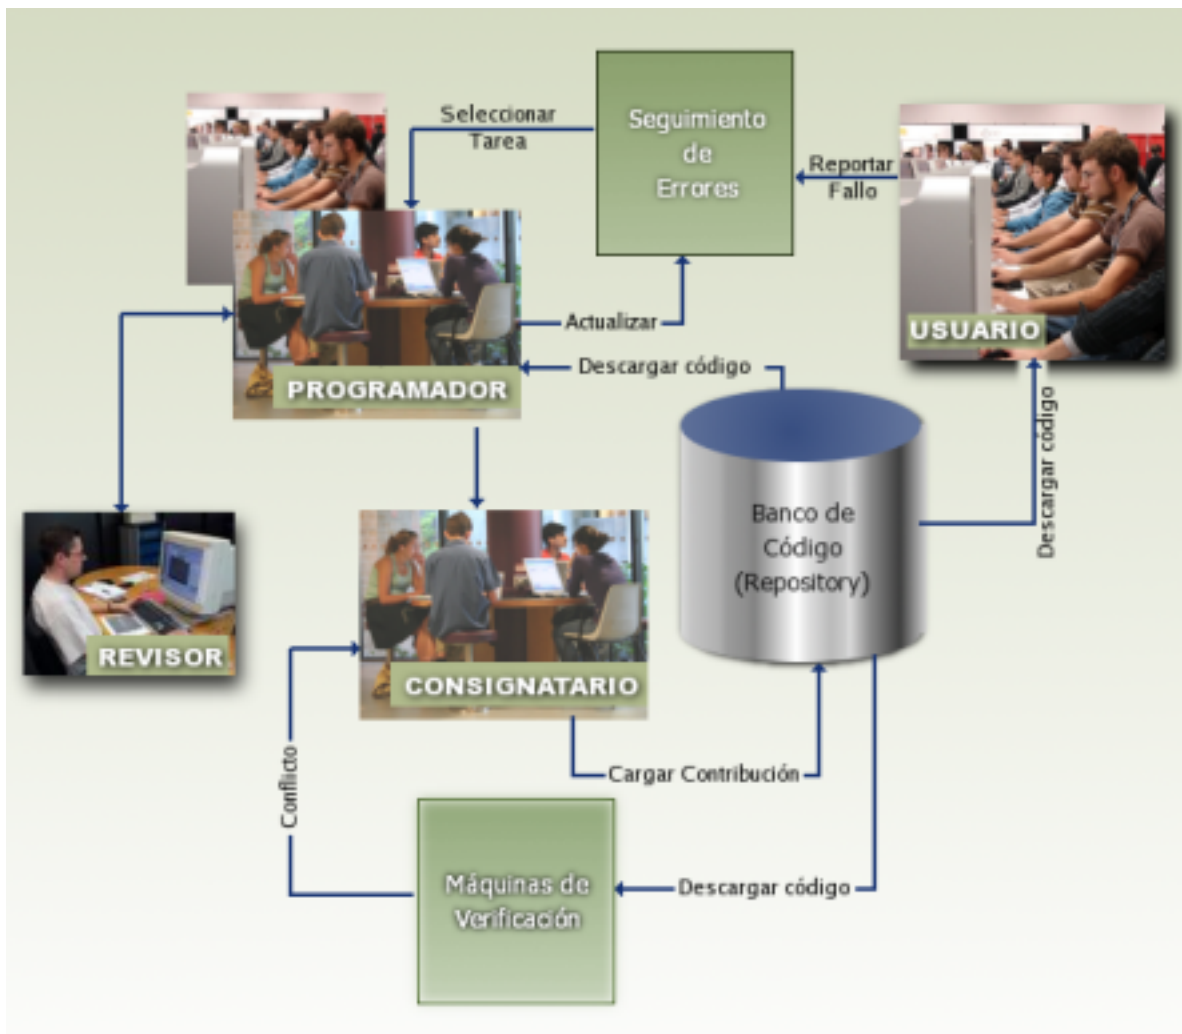 Seleccionar
Tarea
Seguimiento
de
Errores
Reportar
Fallo
USUARIO
Actualizar
Descargar código
PROGRAMADOR
Descargar código
Banco de
Código
(Repository)
REVISOR
CONSIGNATARIO
Conflicto
Cargar Contribución
Máquinas de
Verificación
Descargar código